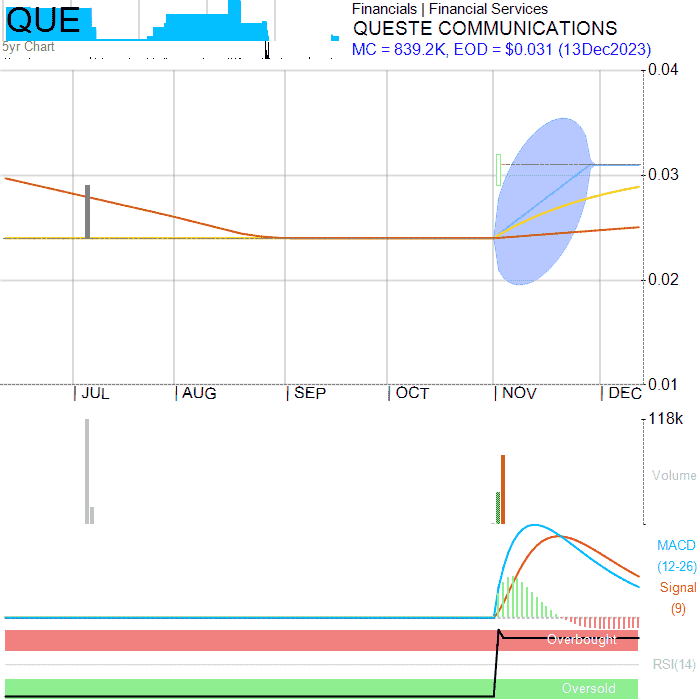 QUE
5yr Chart
Financials | Financial Services
QUESTE COMMUNICATIONS
MC = 839.2K, EOD = $0.031 (13Dec2023)
0.04
0.03
0.02
0.01
JUL
AUG
SEP
OCT
NOV
DEC
118k
Volume
MACD
(12-26)
Signal
(9)
Overbought
RSI(14)
Oversold